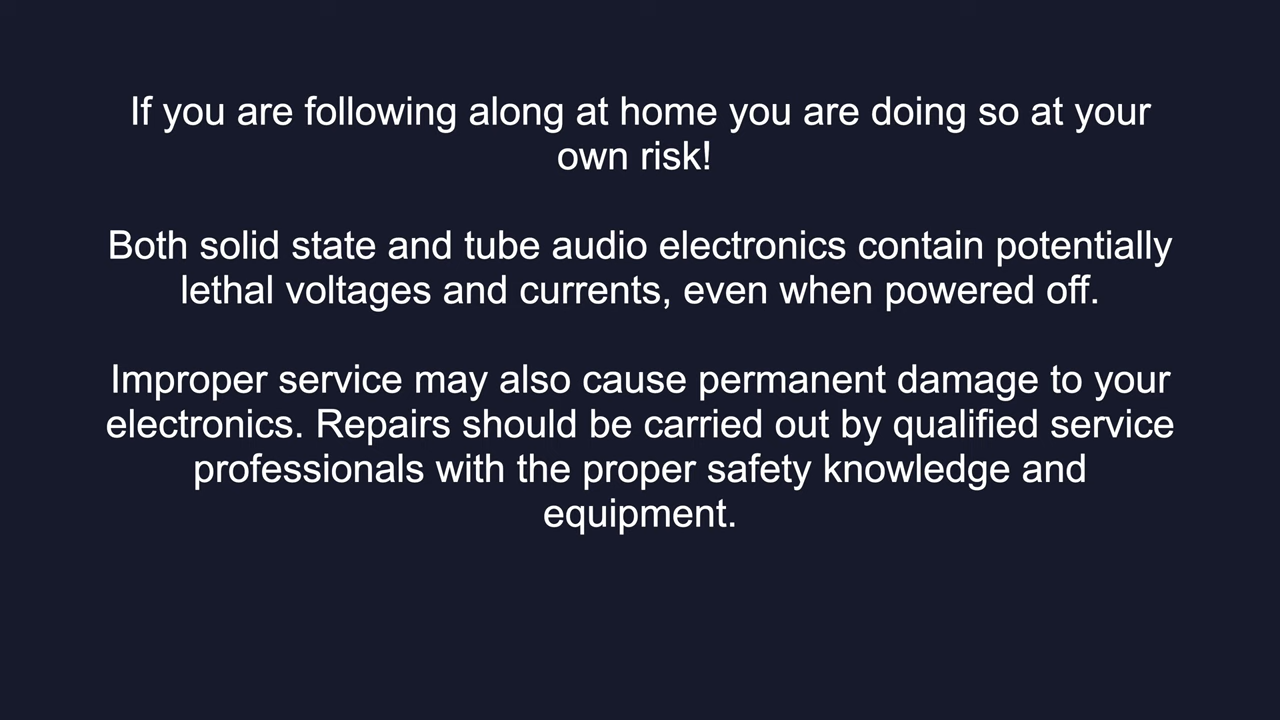 If you are following along at home you are doing so at your
own risk!
Both solid state and tube audio electronics contain potentially
lethal voltages and currents, even when powered off.
Improper service may also cause permanent damage to your
electronics. Repairs should be carried out by qualified service
professionals with the proper safety knowledge and
equipment.